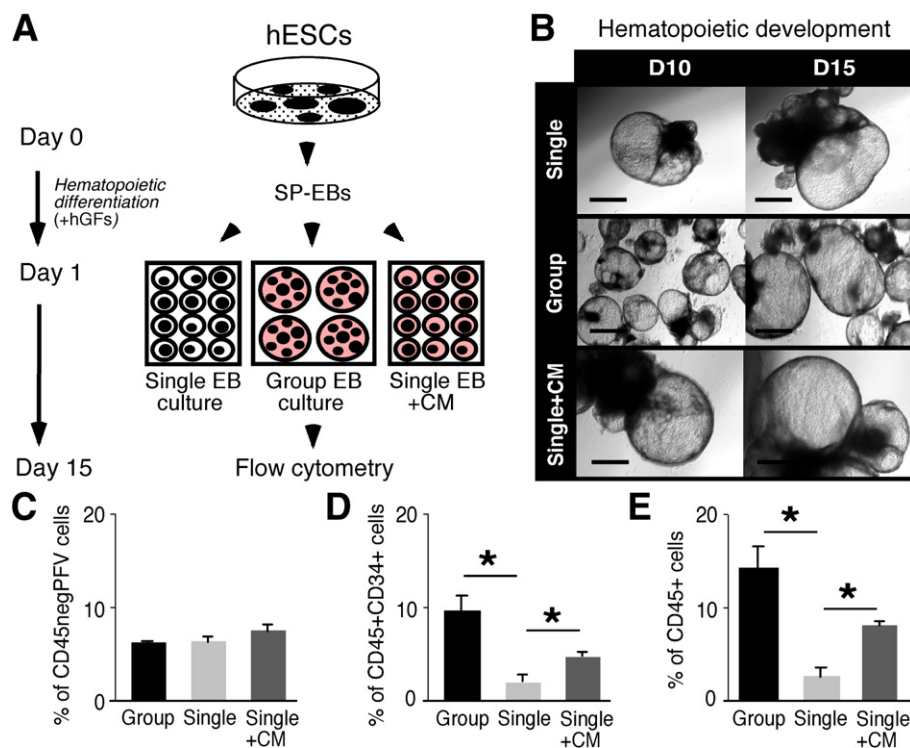 A
hESCs
Day 0
Hematopoietic
differentiation
(+hGFs)
SP-EBs
Day 1
Single EB
culture
Group EB
culture
Single EB
+CM
Day 15
Flow cytometry
B
Hematopoietic development
D10
D15
Single
Group
Single+CM
C
% of CD45negPFV cells
20
10
0
Group
Single
Single
+CM
D
% of CD45+CD34+ cells
20
10
0
*
*
Group
Single
Single
+CM
E
% of CD45+ cells
20
10
0
*
*
Group
Single
Single
+CM